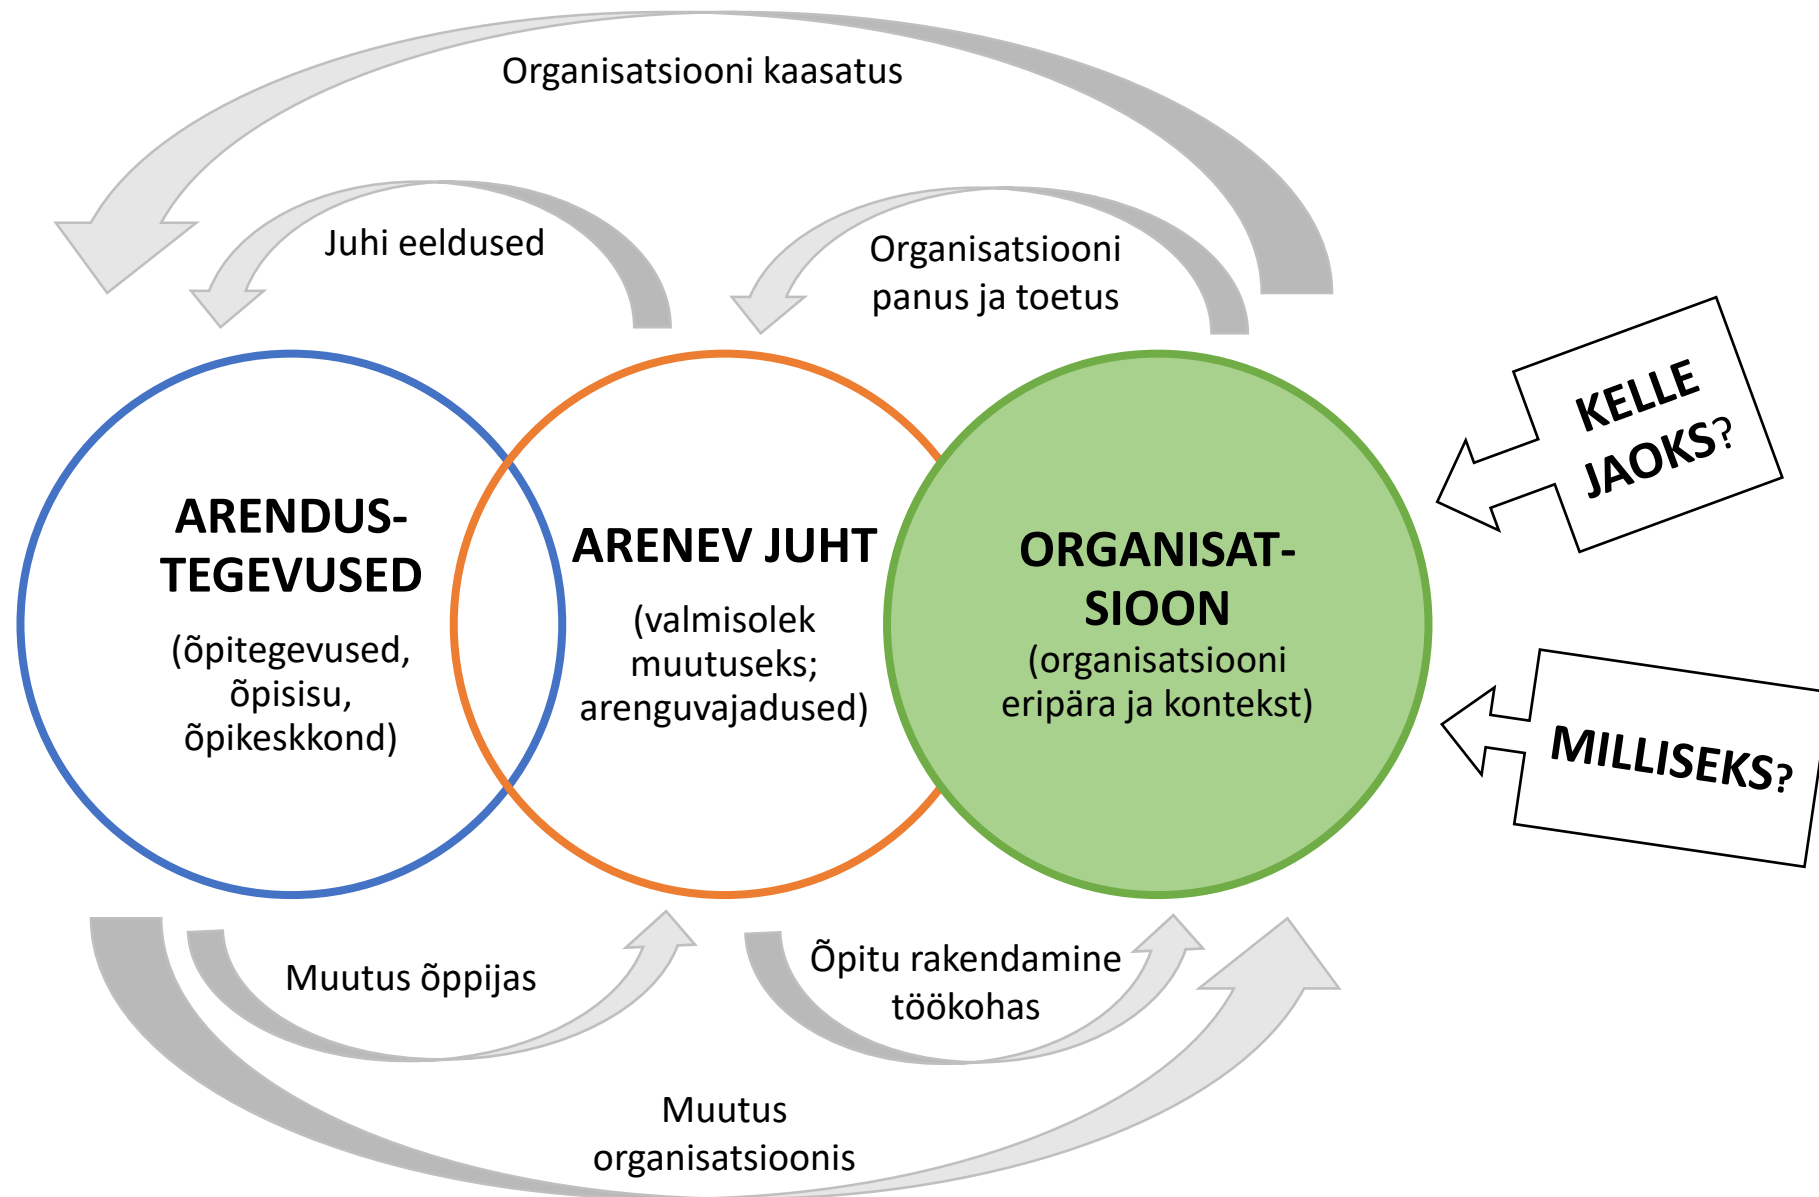 Organisatsiooni kaasatus
Juhi eeldused
Organisatsiooni
panus ja toetus
KELLE
JAOKS?
ARENDUS-
TEGEVUSED
(õpitegevused,
õpisisu,
õpikeskkond)
ARENEV JUHT
(valmisolek
muutuseks;
arenguvajadused)
ORGANISAT-
SIOON
(organisatsiooni
eripära ja kontekst)
MILLISEKS?
Muutus õppijas
Õpitu rakendamine
töökohas
Muutus
organisatsioonis